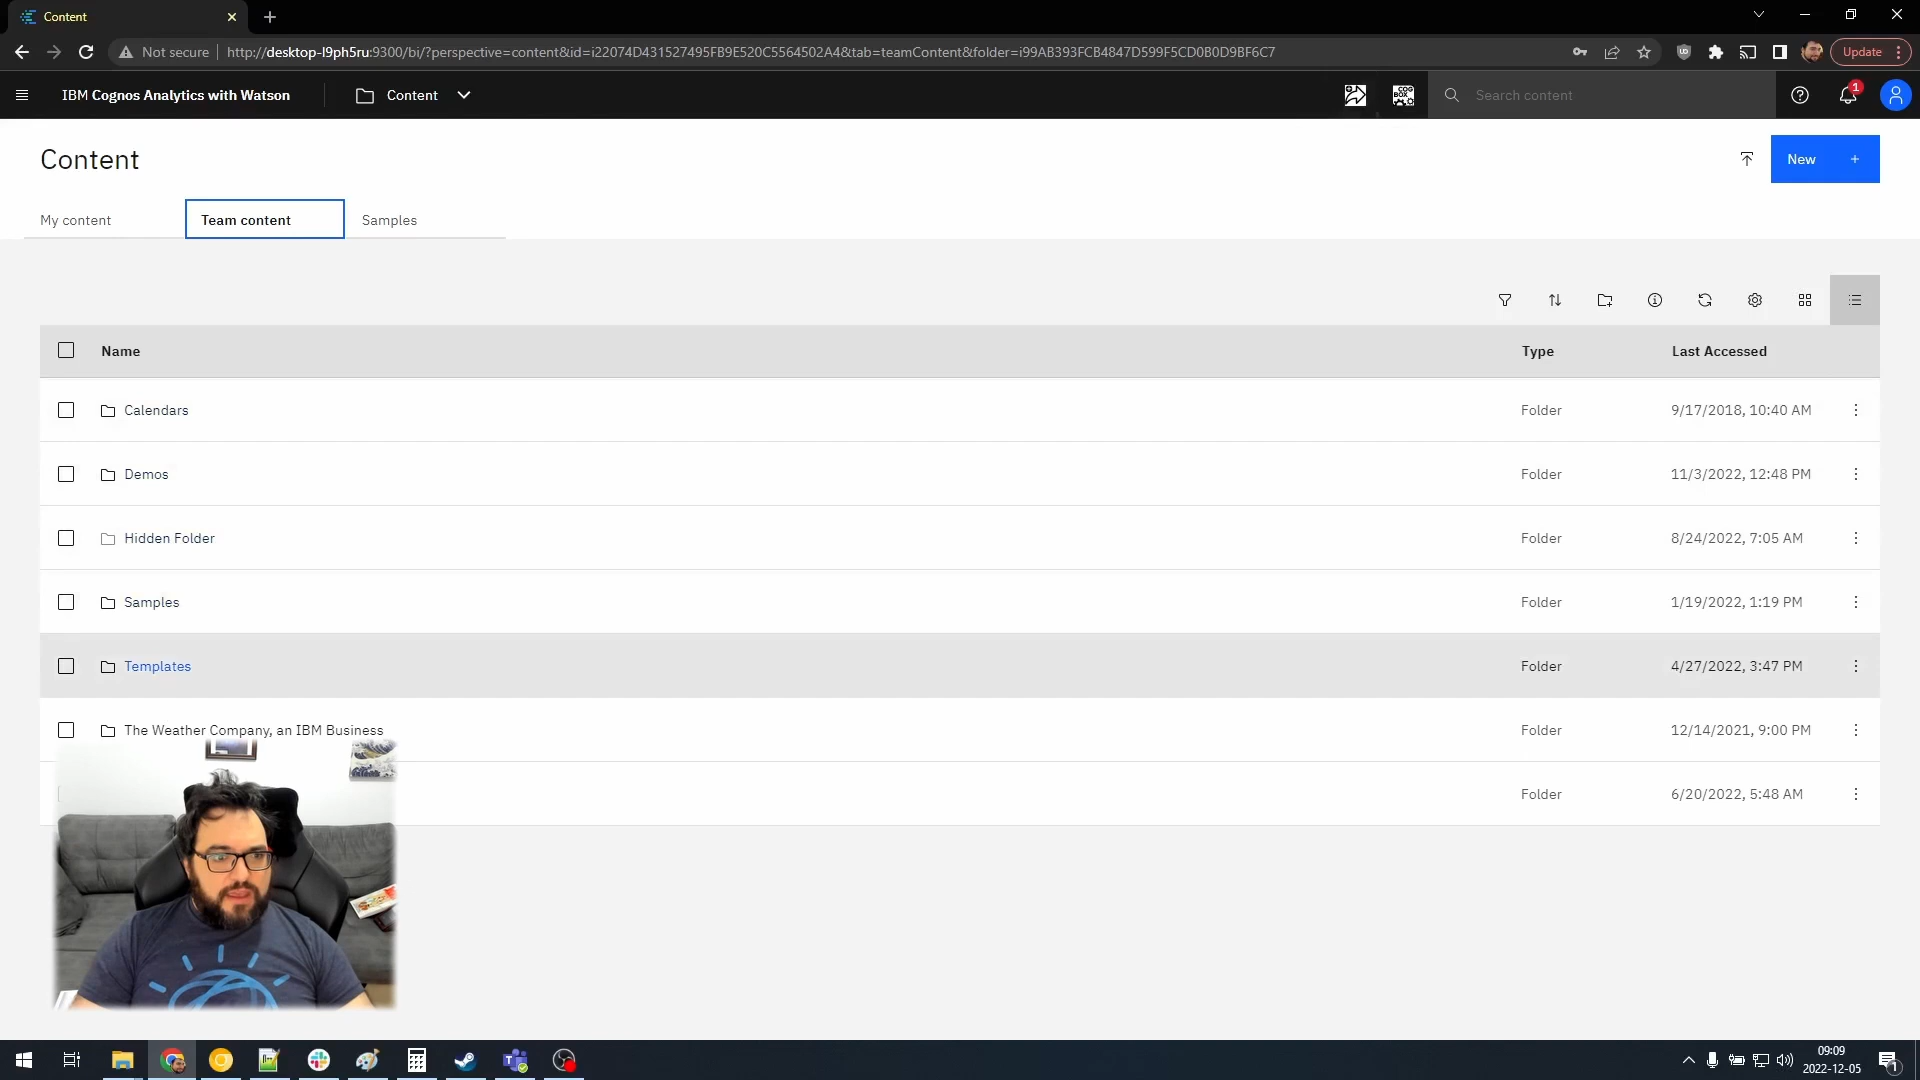 Content
Not secure
http://desktop-l9ph5ru:9300/bi/?perspective=content&id=i22074D431527495FB9E520C5564502A4&tab=teamContent&folder=i99AB393FCB4847D599F5CD0B0D9BF6C7
Update
IBM Cognos Analytics with Watson
Content
COG
BOX
Search content
1
Content
New +
My content
Team content
Samples
Name
Type
Last Accessed
Calendars
Folder
9/17/2018, 10:40 AM
Demos
Folder
11/3/2022, 12:48 PM
Hidden Folder
Folder
8/24/2022, 7:05 AM
Samples
Folder
1/19/2022, 1:19 PM
Templates
Folder
4/27/2022, 3:47 PM
The Weather Company, an IBM Business
Folder
12/14/2021, 9:00 PM
Folder
6/20/2022, 5:48 AM
09:09
2022-12-05
1